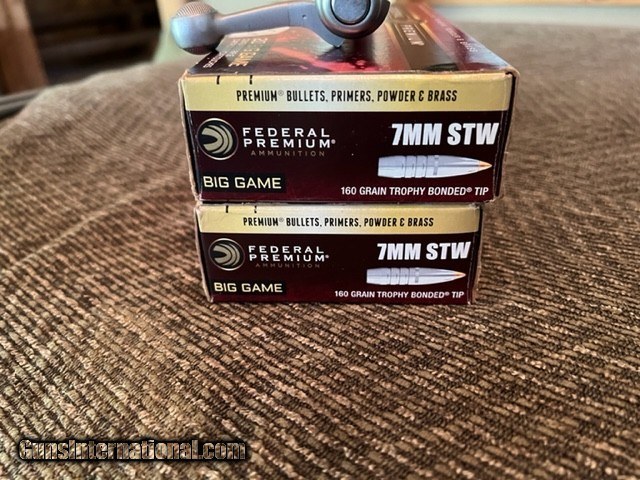 PREMIUM
PREMIUM® BULLETS, PRIMERS, POWDER & BRASS
FEDERAL
PREMIUM®
AMMUNITION
7MM STW
BIG GAME
160 GRAIN TROPHY BONDED® TIP
PREMIUM® BULLETS, PRIMERS, POWDER & BRASS
FEDERAL
PREMIUM®
AMMUNITION
7MM STW
BIG GAME
160 GRAIN TROPHY BONDED® TIP
GunsInternational.com